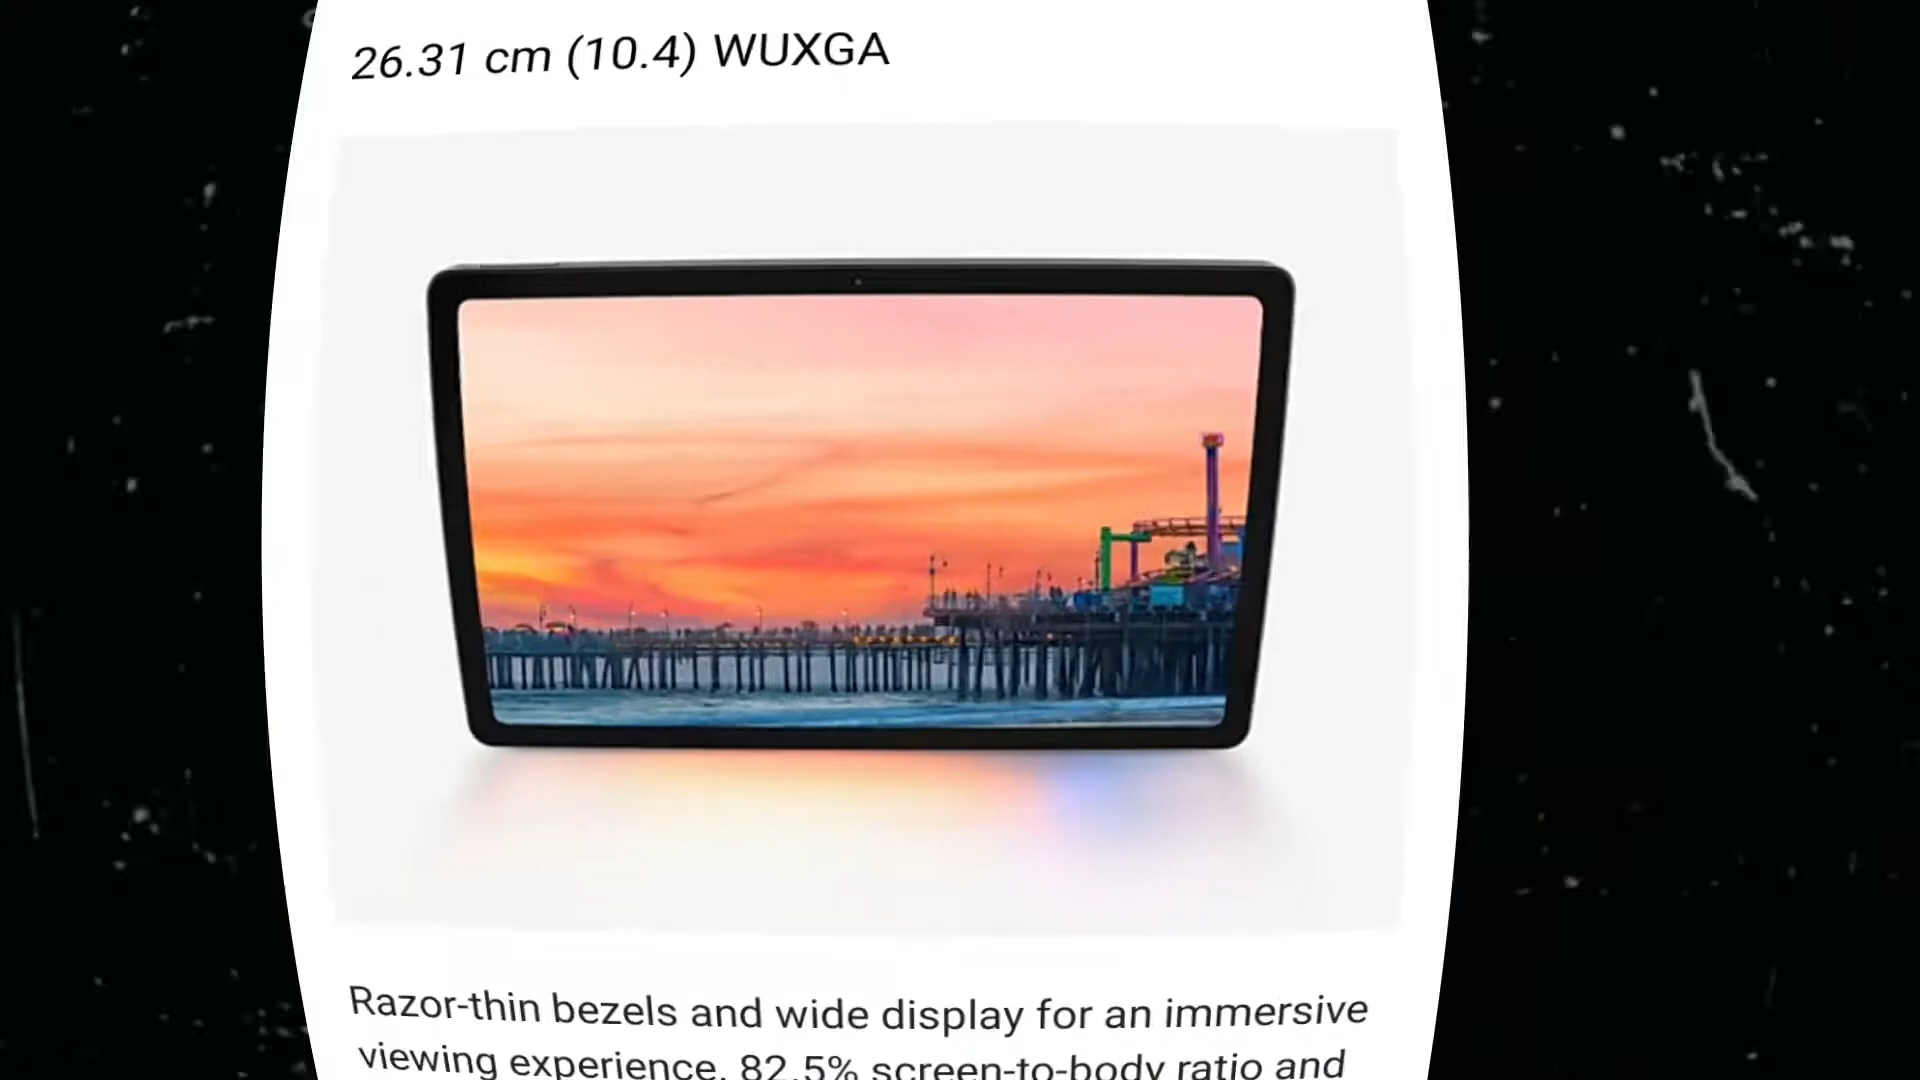 26.31 cm (10.4) WUXGA
Razor-thin bezels and wide display for an immersive
viewing experience. 82.5% screen-to-body ratio and